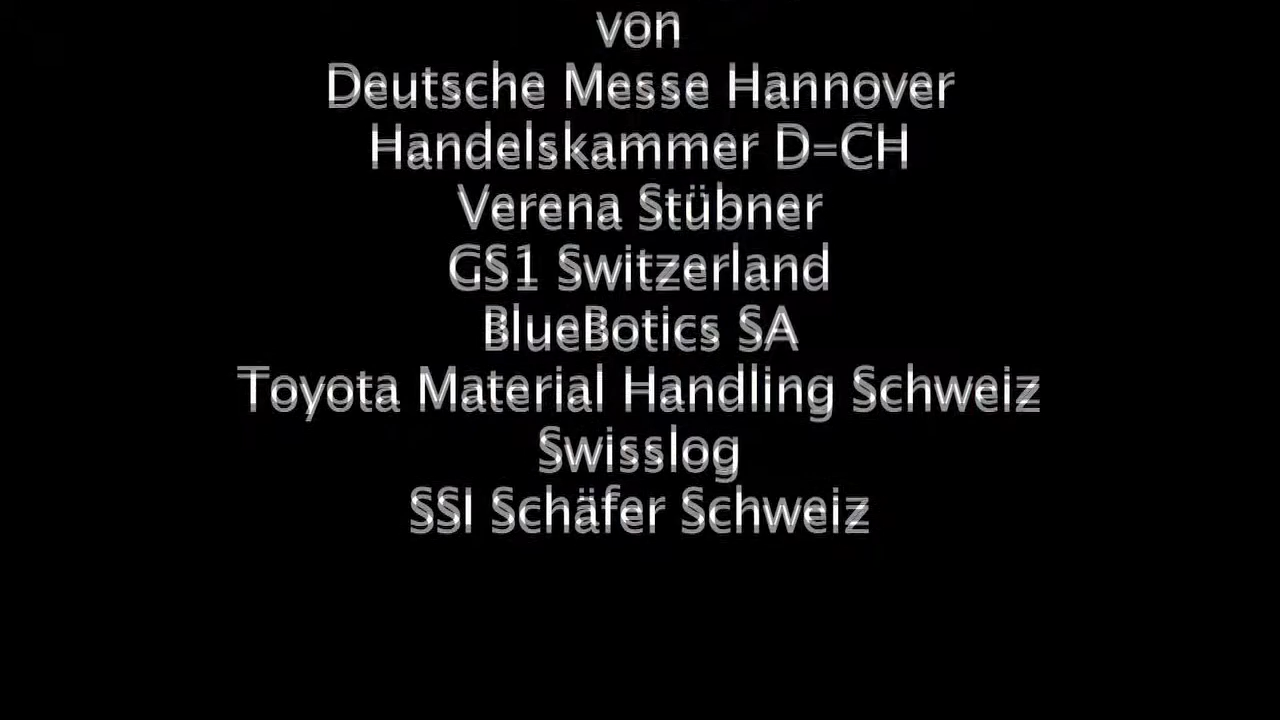 von
Deutsche Messe Hannover
Handelskammer D-CH
Verena Stübner
GS1 Switzerland
BlueBotics SA
Toyota Material Handling Schweiz
Swisslog
SSI Schäfer Schweiz